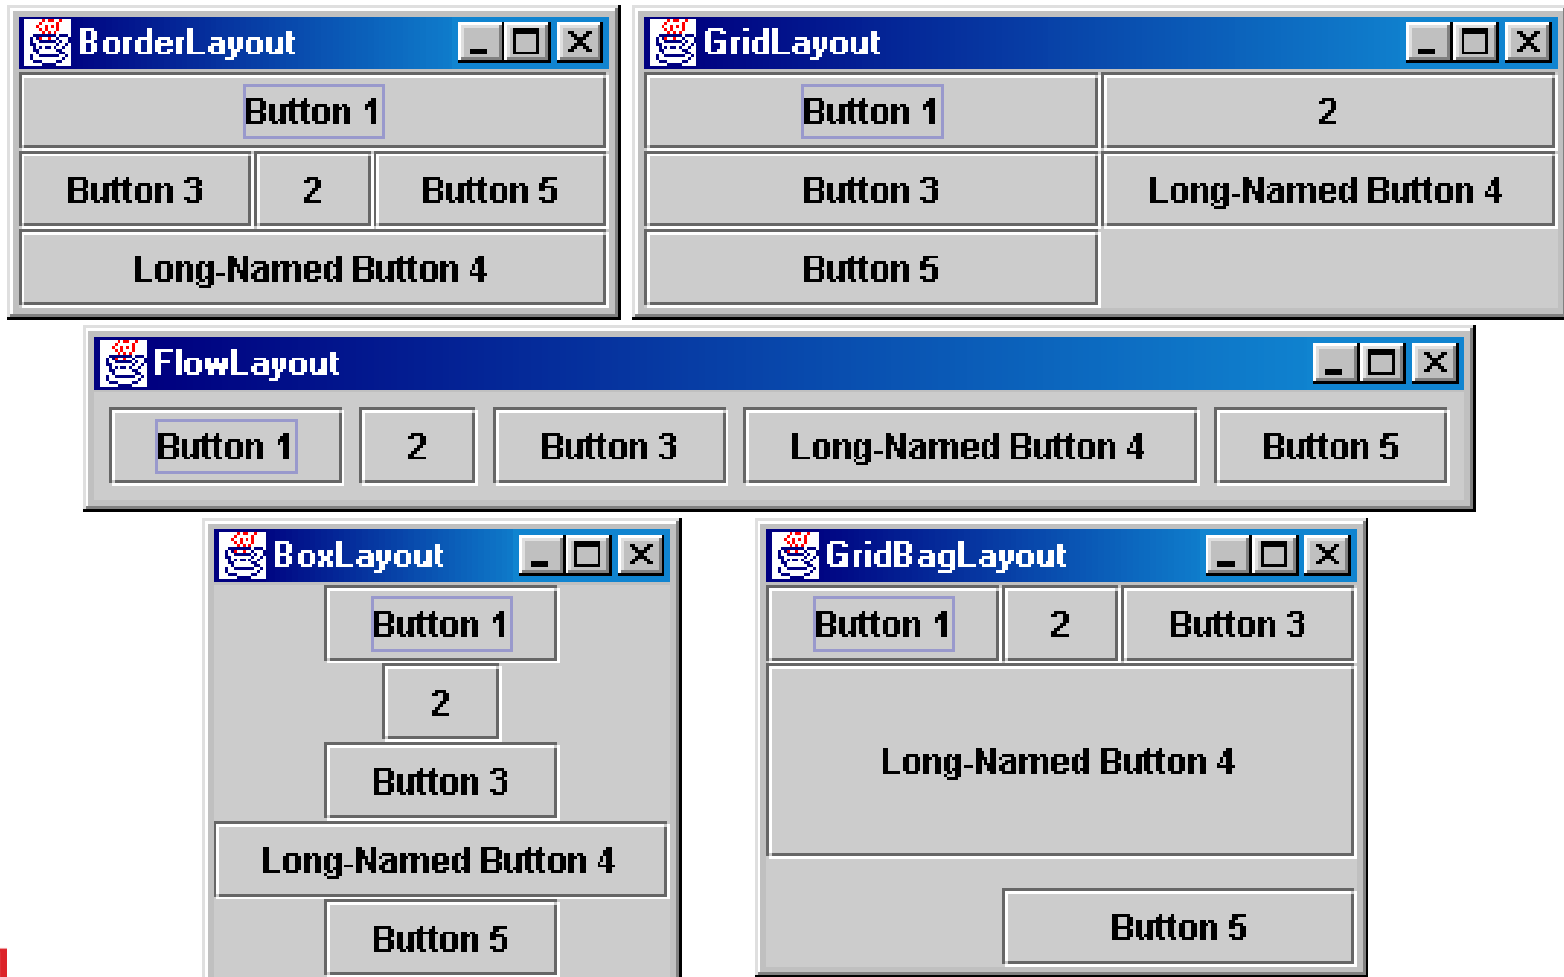 BorderLayout
Button 1
Button 3 2 Button 5
Long-Named Button 4
GridLayout
Button 1 2
Button 3 Long-Named Button 4
Button 5
FlowLayout
Button 1 2 Button 3 Long-Named Button 4 Button 5
BoxLayout
Button 1
2
Button 3
Long-Named Button 4
Button 5
GridBagLayout
Button 1 2 Button 3
Long-Named Button 4
Button 5